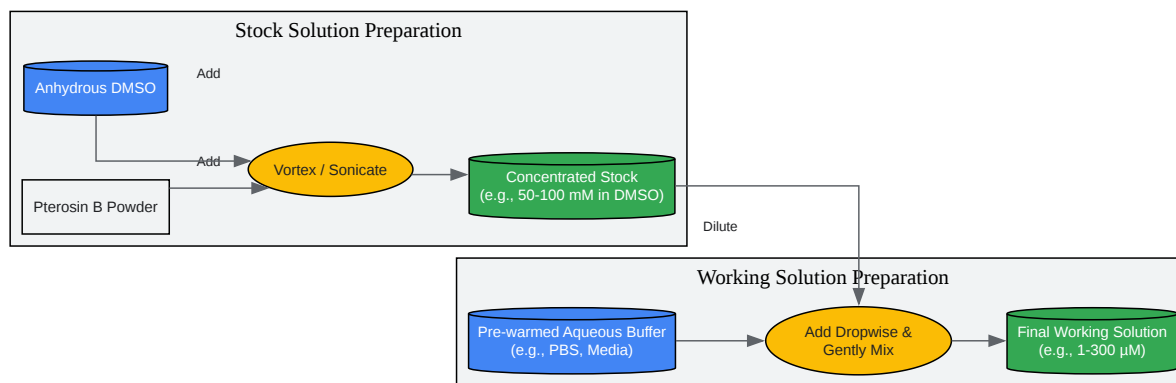 Stock Solution Preparation
Add
Anhydrous DMSO
Add
Vortex / Sonicate
Concentrated Stock
(e.g., 50-100 mM in DMSO)
Pterosin B Powder
Dilute
Working Solution Preparation
Pre-warmed Aqueous Buffer
(e.g., PBS, Media)
Add Dropwise &
Gently Mix
Final Working Solution
(e.g., 1-300 µM)